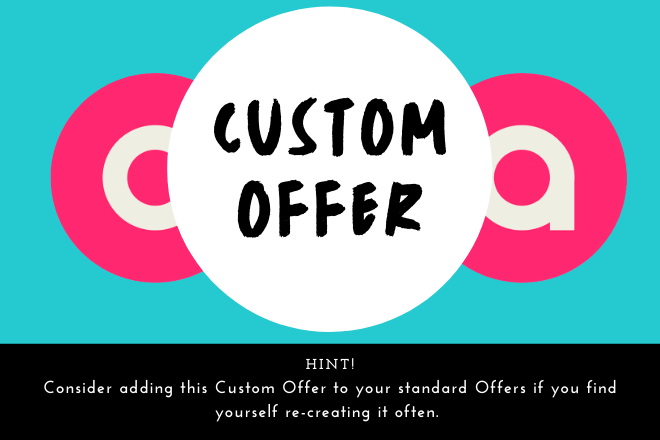 CUSTOM
OFFER
a
HINT!
Consider adding this Custom Offer to your standard Offers if you find
yourself re-creating it often.